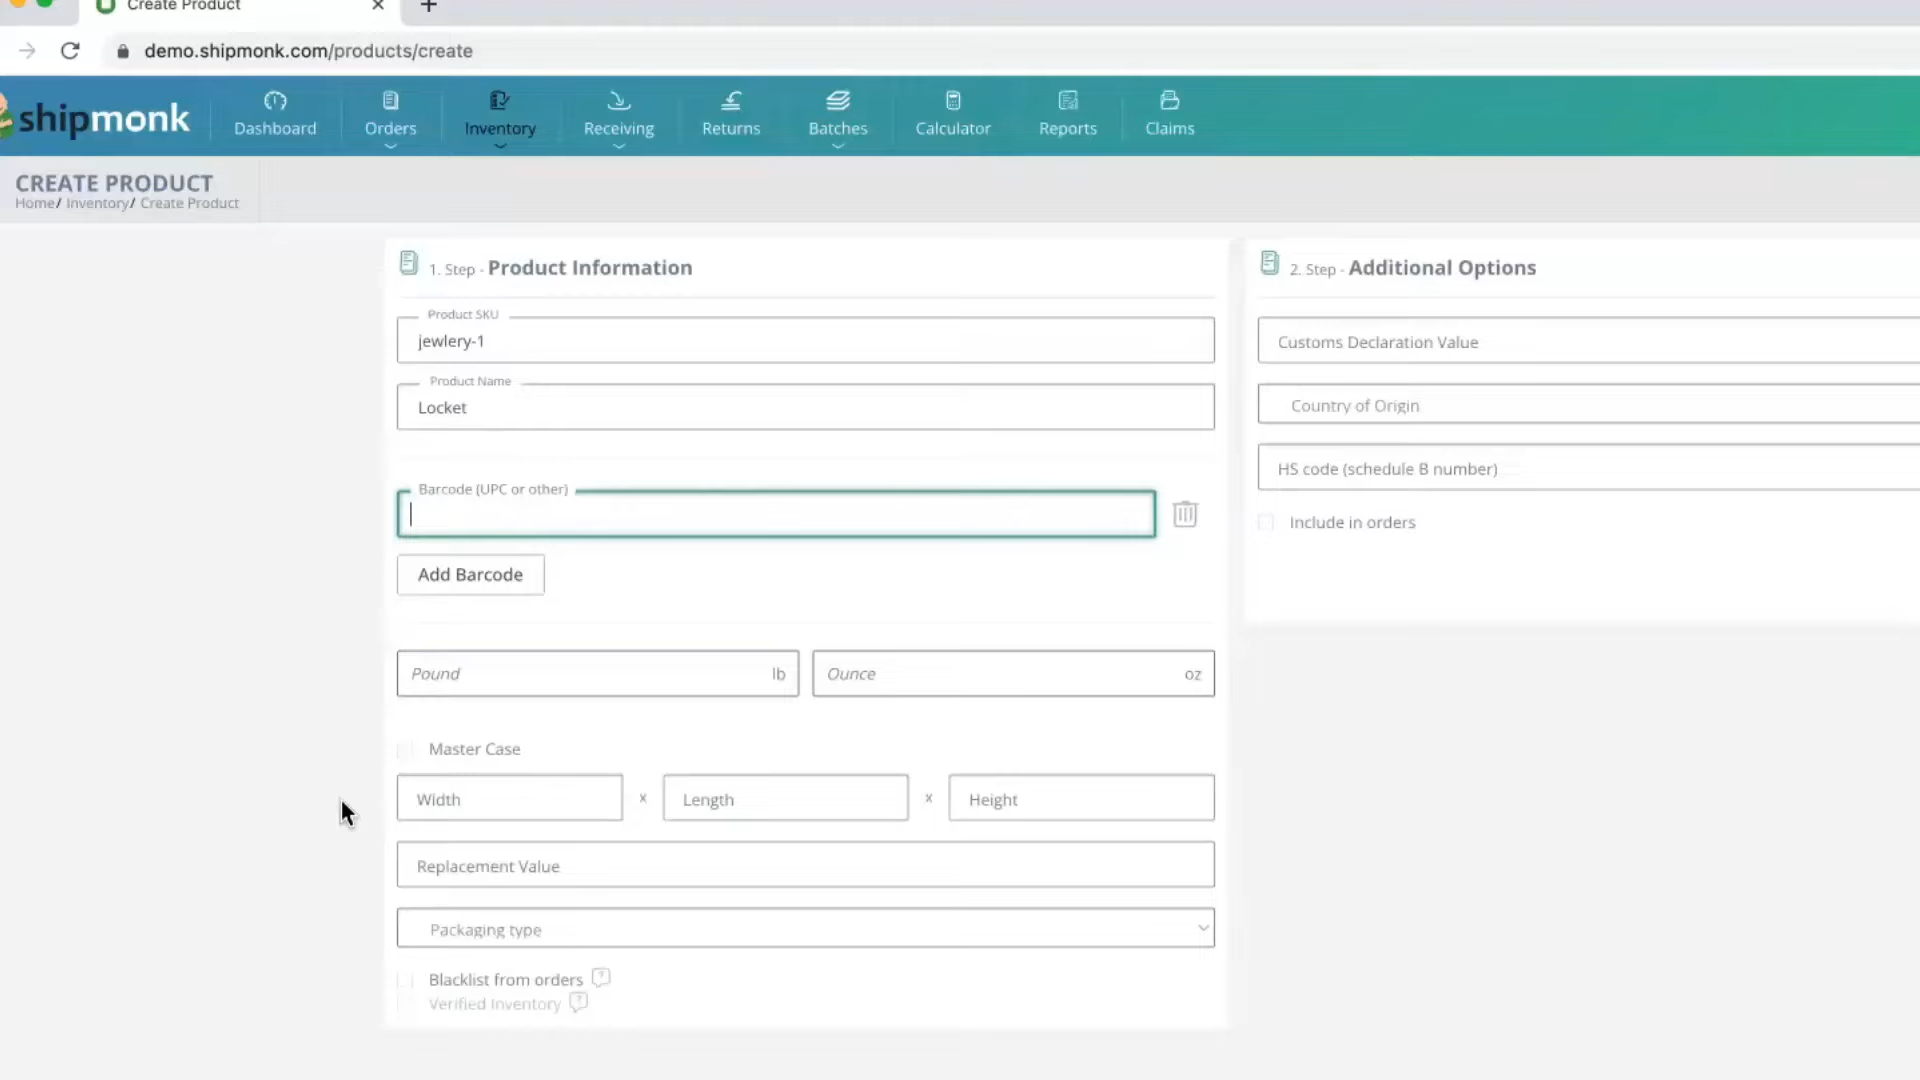 Create Product
demo.shipmonk.com/products/create
shipmonk
Dashboard
Orders
Inventory
Receiving
Returns
Batches
Calculator
Reports
Claims
CREATE PRODUCT
Home/ Inventory/ Create Product
1. Step - Product Information
Product SKU
jewlery-1
Product Name
Locket
Barcode (UPC or other)
Add Barcode
Pound lb
Ounce oz
Master Case
Width x Length x Height
Replacement Value
Packaging type
Blacklist from orders ?
Verified Inventory ?
2. Step - Additional Options
Customs Declaration Value
Country of Origin
HS code (schedule B number)
Include in orders